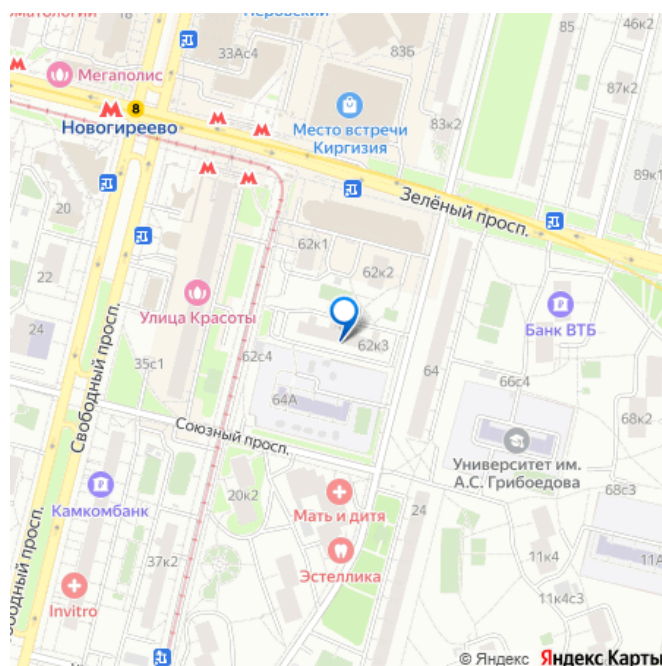 18
Перовский
46к2
85
83Б
33Ас4
Мегаполис
87к2
8
Новогиреево
Место встречи
Киргизия
83к2
89к1
20
Зелёный просп.
62к1
22
62к2
Улица Красоты
Банк ВТБ
24
62к3
35с1
62с4
64
66с4
Свободный просп.
64А
68к2
Союзный просп.
Университет им.
А.С. Грибоедова
20к2
68с3
Камкомбанк
Мать и дитя
24
просп.
11А
Эстеллика
11к4
37к2
Invitro
11к4с3
© Яндекс Яндекс Карты